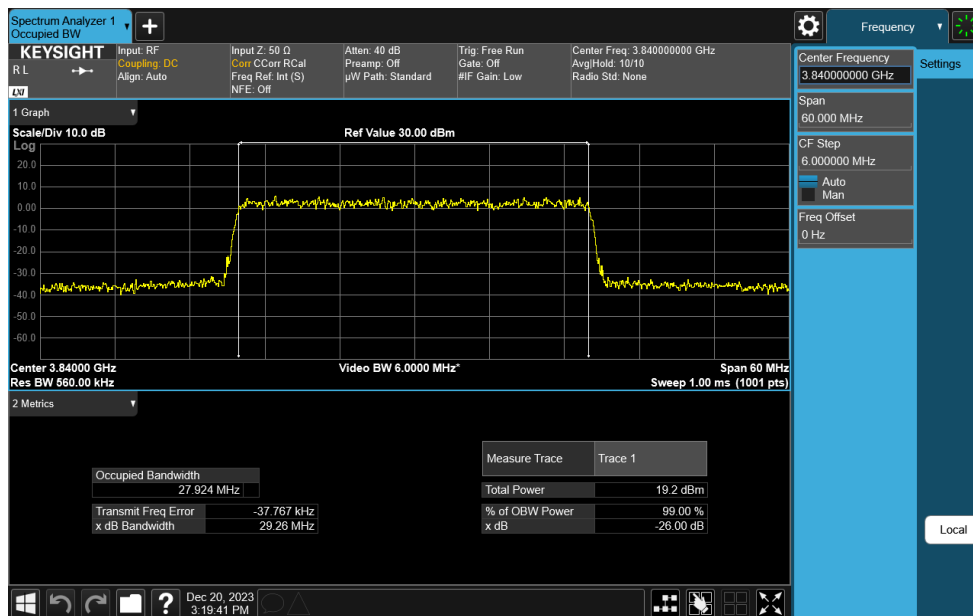 Spectrum Analyzer 1
Occupied BW
+
Frequency
KEYSIGHT
R L
LXI
Input: RF
Coupling: DC
Align: Auto
Input Z: 50 Ω
Corr CCorr RCal
Freq Ref: Int (S)
NFE: Off
Atten: 40 dB
Preamp: Off
µW Path: Standard
Trig: Free Run
Gate: Off
#IF Gain: Low
Center Freq: 3.840000000 GHz
Avg|Hold: 10/10
Radio Std: None
Center Frequency
3.840000000 GHz
Settings
Span
60.000 MHz
CF Step
6.000000 MHz
Auto
Man
Freq Offset
0 Hz
Local
1 Graph
Scale/Div 10.0 dB
Ref Value 30.00 dBm
Log
20.0
10.0
0.00
-10.0
-20.0
-30.0
-40.0
-50.0
-60.0
Center 3.84000 GHz
Video BW 6.0000 MHz*
Span 60 MHz
Res BW 560.00 kHz
Sweep 1.00 ms (1001 pts)
2 Metrics
Measure Trace Trace 1
Occupied Bandwidth
27.924 MHz
Total Power 19.2 dBm
Transmit Freq Error -37.767 kHz
% of OBW Power 99.00 %
x dB Bandwidth 29.26 MHz
x dB -26.00 dB
?
Dec 20, 2023
3:19:41 PM